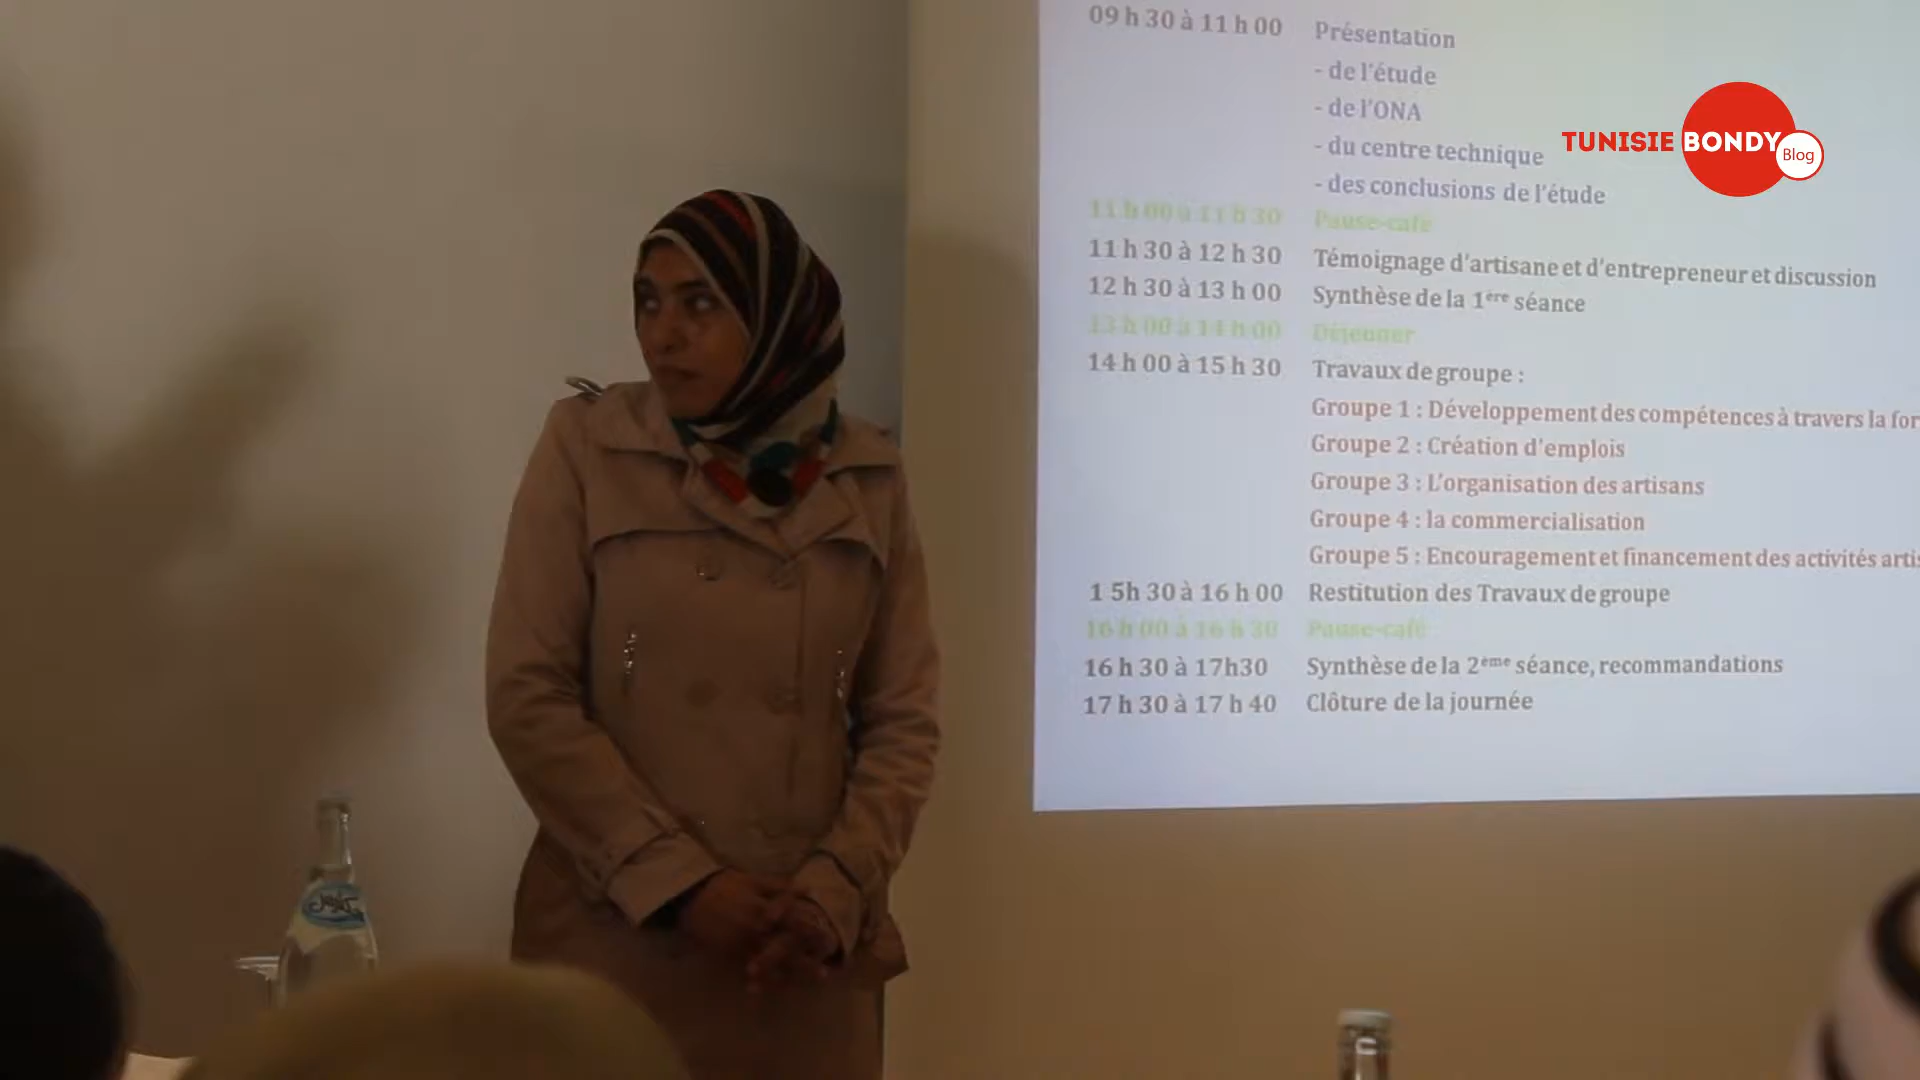 09 h 30 à 11 h 00 Présentation
- de l'étude
- de l'ONA
- du centre technique
- des conclusions de l'étude
11 h 00 à 11 h 30 Pause-café
11 h 30 à 12 h 30 Témoignage d'artisane et d'entrepreneur et discussion
12 h 30 à 13 h 00 Synthèse de la 1ère séance
13 h 00 à 14 h 00 Déjeuner
14 h 00 à 15 h 30 Travaux de groupe :
Groupe 1 : Développement des compétences à travers la for
Groupe 2 : Création d'emplois
Groupe 3 : L'organisation des artisans
Groupe 4 : la commercialisation
Groupe 5 : Encouragement et financement des activités artis
1 5h 30 à 16 h 00 Restitution des Travaux de groupe
16 h 00 à 16 h 30 Pause-café
16 h 30 à 17h30 Synthèse de la 2ème séance, recommandations
17 h 30 à 17 h 40 Clôture de la journée
TUNISIE BONDY
Blog